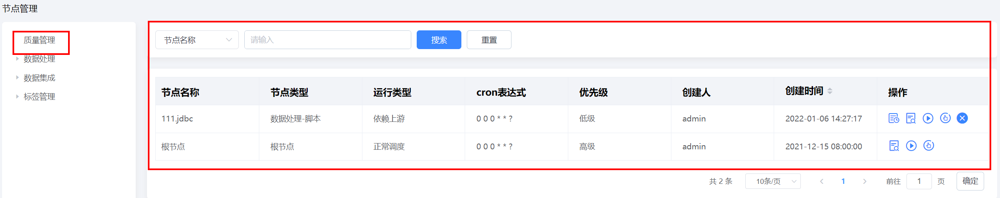 节点管理
质量管理
数据处理
数据集成
标签管理
节点名称 请输入 搜索 重置
节点名称 节点类型 运行类型 cron表达式 优先级 创建人 创建时间 操作
111.jdbc 数据处理-脚本 依赖上游 0 0 0 * * ? 低级 admin 2022-01-06 14:27:17
根节点 根节点 正常调度 0 0 0 * * ? 高级 admin 2021-12-15 08:00:00
共 2 条 10条/页 1 前往 1 页 确定